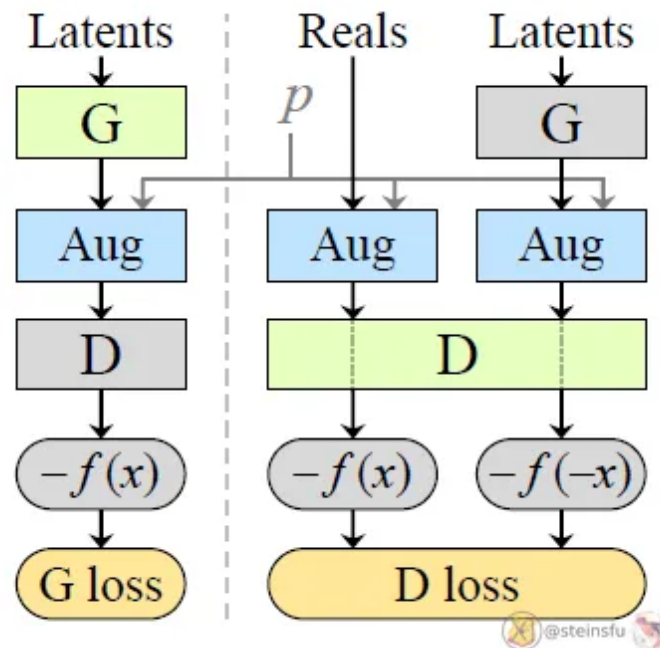 Latents Reals Latents
p
G G
Aug Aug Aug
D D
−f(x) −f(x) −f(−x)
G loss D loss
@steinsfu